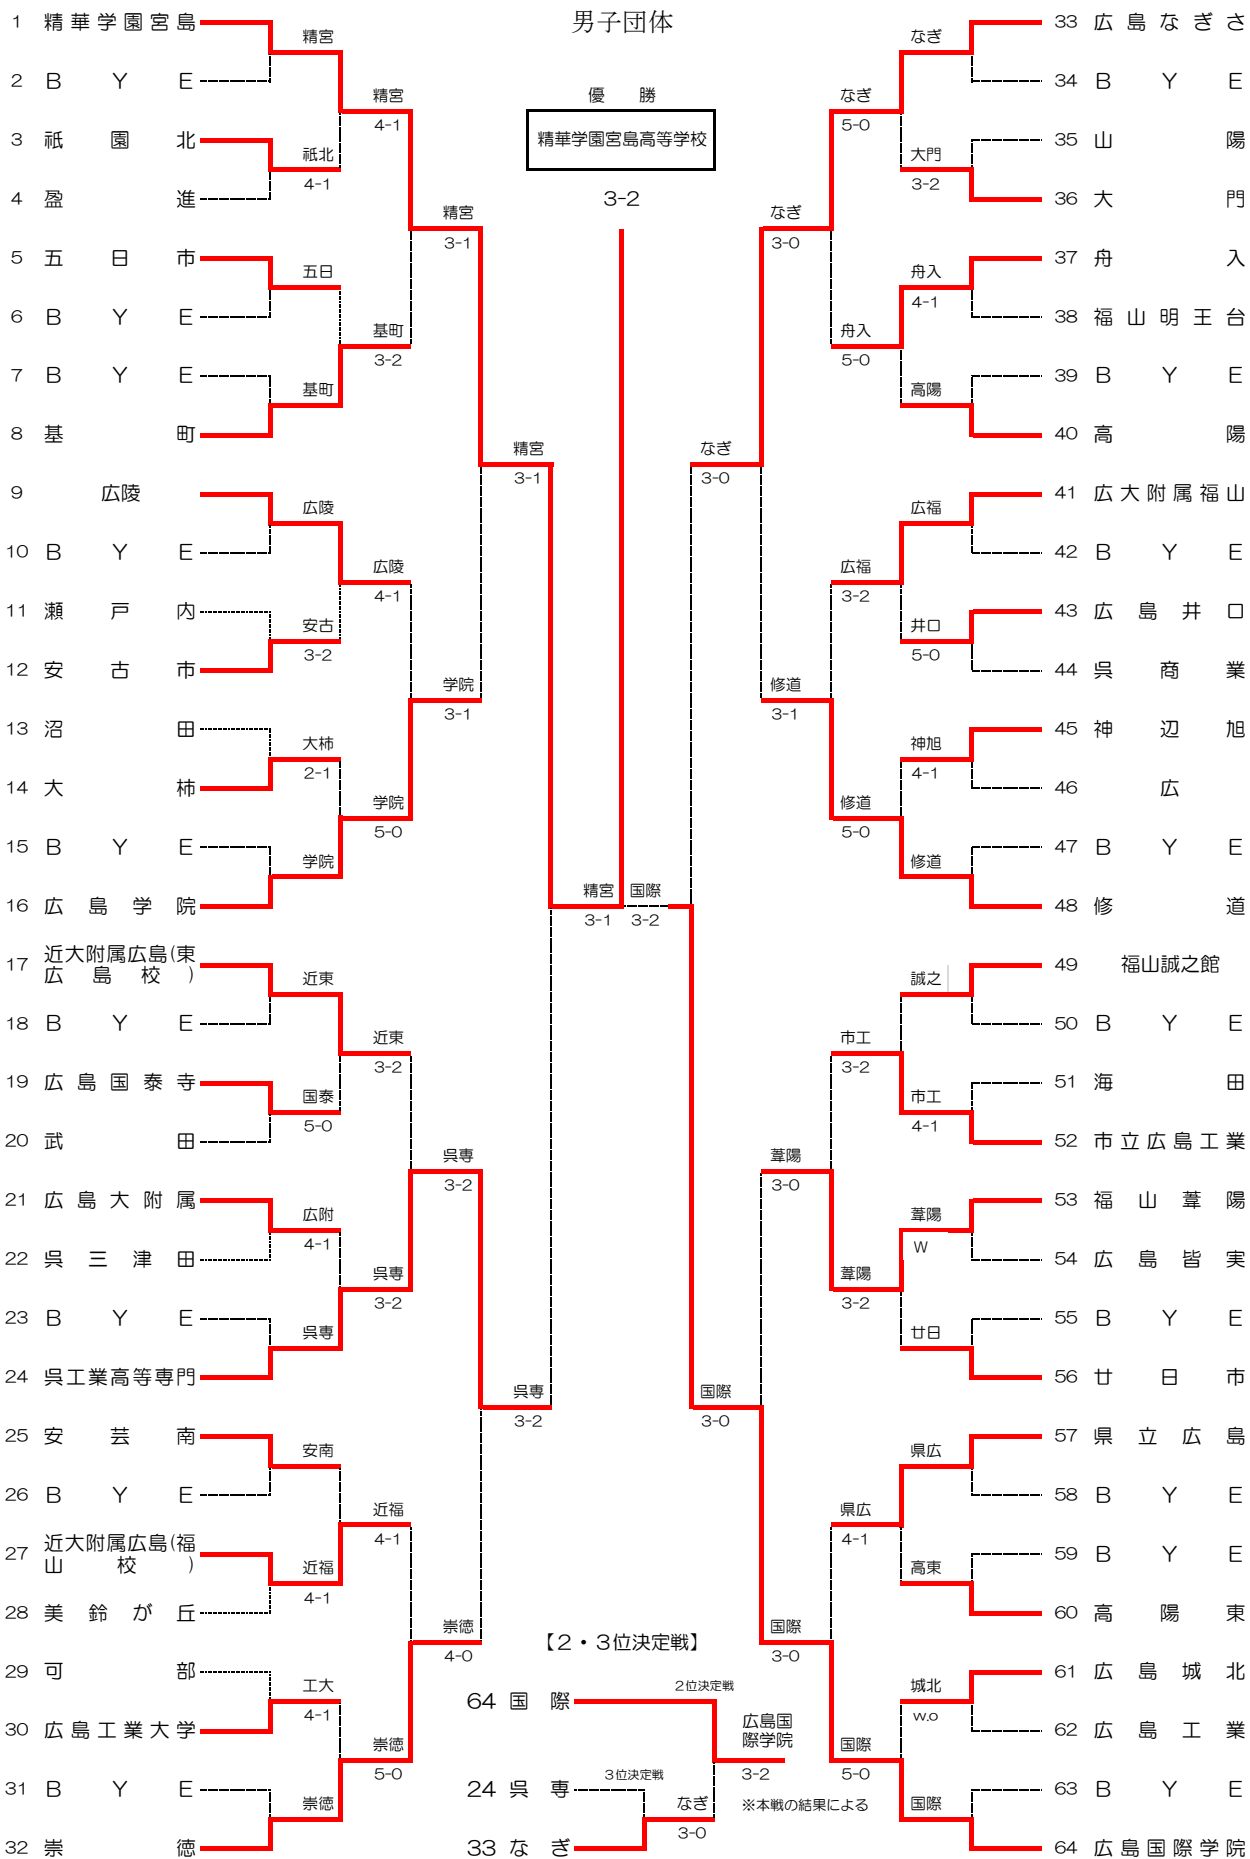 男子団体
優　勝
精華学園宮島高等学校
3-2
1 精華学園宮島
2 ＢＹＥ
3 祇園北
4 盈進
5 五日市
6 ＢＹＥ
7 ＢＹＥ
8 基町
9 広陵
10 ＢＹＥ
11 瀬戸内
12 安古市
13 沼田
14 大柿
15 ＢＹＥ
16 広島学院
17 近大附属広島(東
広島校)
18 ＢＹＥ
19 広島国泰寺
20 武田
21 広島大附属
22 呉三津田
23 ＢＹＥ
24 呉工業高等専門
25 安芸南
26 ＢＹＥ
27 近大附属広島(福
山校)
28 美鈴が丘
29 可部
30 広島工業大学
31 ＢＹＥ
32 崇徳
精宮
祇北
4-1
五日
基町
広陵
安古
3-2
大柿
2-1
学院
近東
国泰
5-0
広附
4-1
呉専
安南
近福
4-1
工大
4-1
崇徳
精宮
4-1
基町
3-2
広陵
4-1
学院
5-0
近東
3-2
呉専
3-2
近福
4-1
崇徳
5-0
精宮
3-1
学院
3-1
呉専
3-2
崇徳
4-0
精宮
3-1
呉専
3-2
精宮
3-1
国際
3-2
なぎ
3-0
国際
3-0
なぎ
3-0
修道
3-1
葦陽
3-0
国際
3-0
なぎ
5-0
舟入
5-0
広福
3-2
修道
5-0
市工
3-2
葦陽
3-2
県広
4-1
国際
5-0
なぎ
大門
3-2
舟入
4-1
高陽
広福
井口
5-0
神旭
4-1
修道
誠之
市工
4-1
葦陽
W
廿日
県広
高東
城北
w.o
国際
33 広島なぎさ
34 ＢＹＥ
35 山陽
36 大門
37 舟入
38 福山明王台
39 ＢＹＥ
40 高陽
41 広大附属福山
42 ＢＹＥ
43 広島井口
44 呉商業
45 神辺旭
46 広
47 ＢＹＥ
48 修道
49 福山誠之館
50 ＢＹＥ
51 海田
52 市立広島工業
53 福山葦陽
54 広島皆実
55 ＢＹＥ
56 廿日市
57 県立広島
58 ＢＹＥ
59 ＢＹＥ
60 高陽東
61 広島城北
62 広島工業
63 ＢＹＥ
64 広島国際学院
【２・３位決定戦】
64 国際
２位決定戦
広島国
際学院
3-2
24 呉専
３位決定戦
なぎ
3-0
※本戦の結果による
33 なぎ